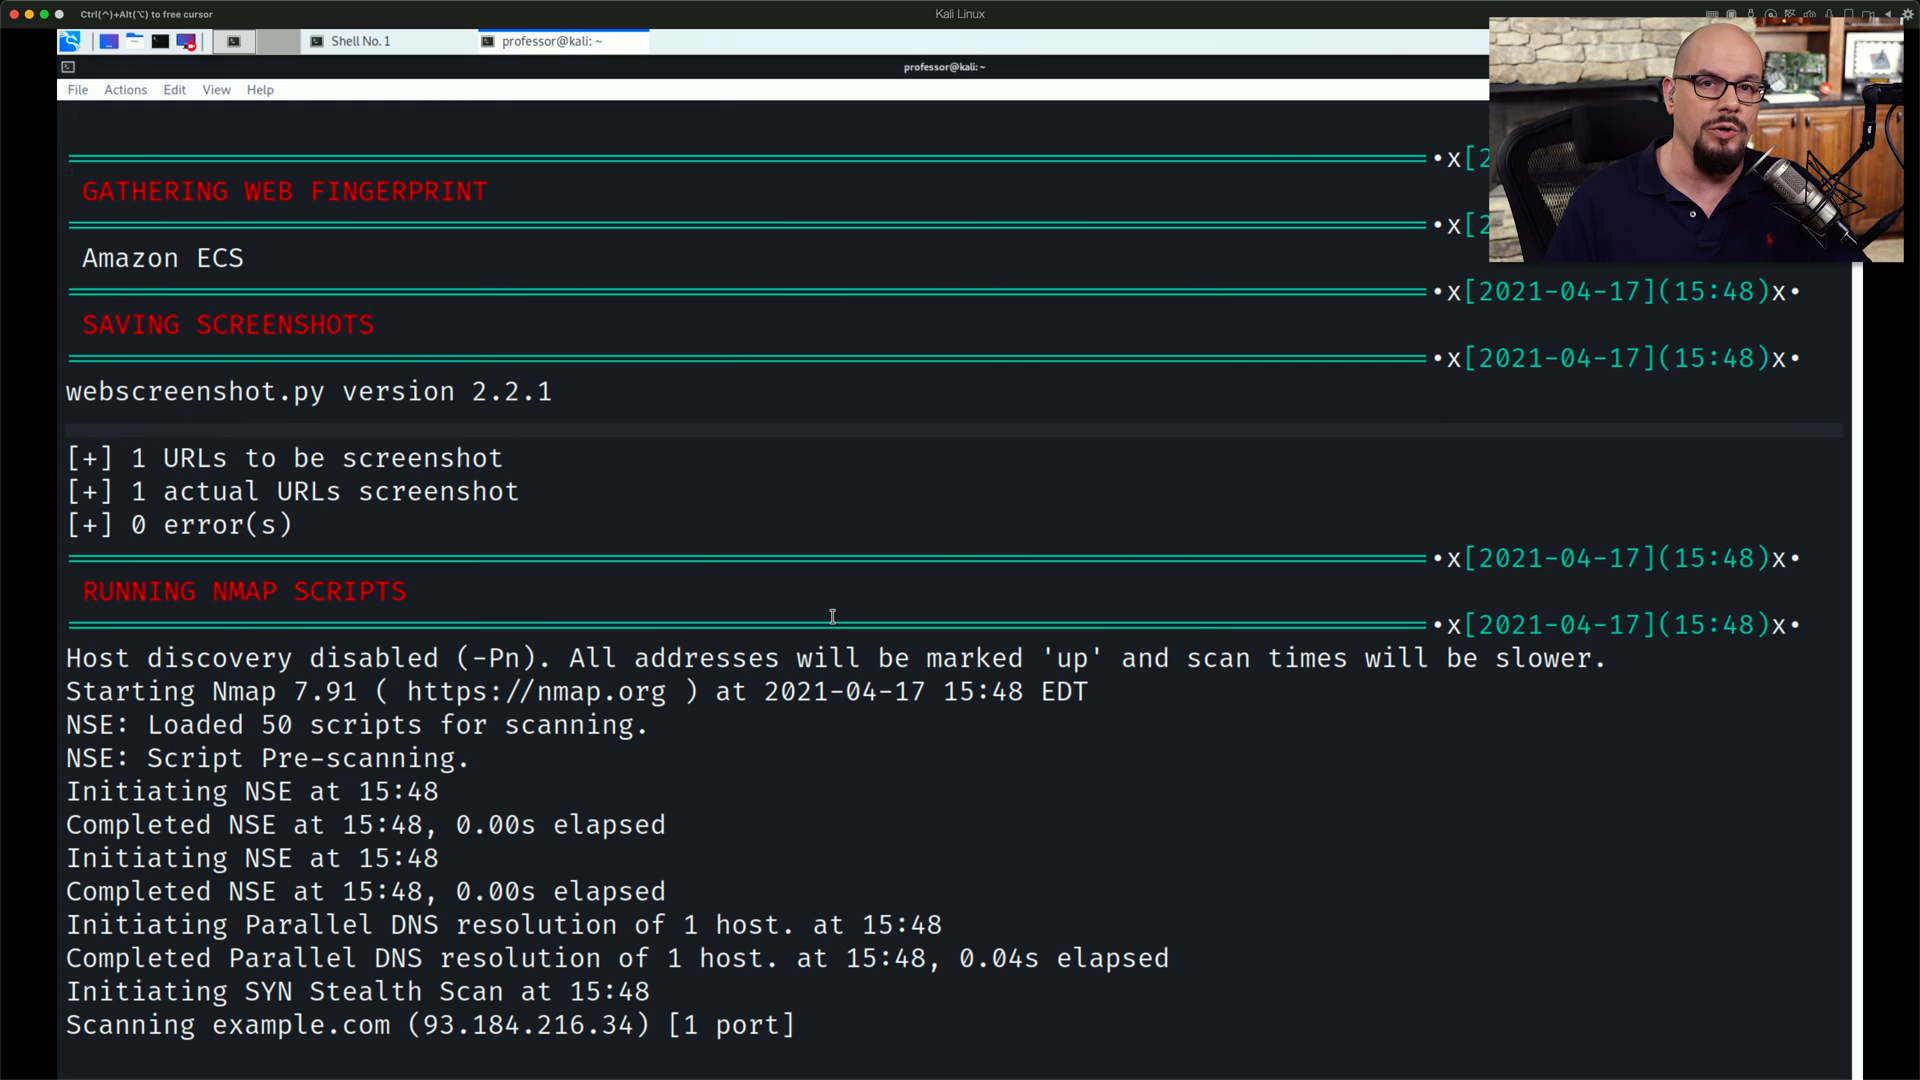 Ctrl(^)+Alt(⌥) to free cursor
Kali Linux
Shell No. 1
professor@kali: ~
professor@kali: ~
File Actions Edit View Help
•x[2
GATHERING WEB FINGERPRINT
•x[2
Amazon ECS
•x[2021-04-17](15:48)x•
SAVING SCREENSHOTS
•x[2021-04-17](15:48)x•
webscreenshot.py version 2.2.1
[+] 1 URLs to be screenshot
[+] 1 actual URLs screenshot
[+] 0 error(s)
•x[2021-04-17](15:48)x•
RUNNING NMAP SCRIPTS
•x[2021-04-17](15:48)x•
Host discovery disabled (-Pn). All addresses will be marked 'up' and scan times will be slower.
Starting Nmap 7.91 ( https://nmap.org ) at 2021-04-17 15:48 EDT
NSE: Loaded 50 scripts for scanning.
NSE: Script Pre-scanning.
Initiating NSE at 15:48
Completed NSE at 15:48, 0.00s elapsed
Initiating NSE at 15:48
Completed NSE at 15:48, 0.00s elapsed
Initiating Parallel DNS resolution of 1 host. at 15:48
Completed Parallel DNS resolution of 1 host. at 15:48, 0.04s elapsed
Initiating SYN Stealth Scan at 15:48
Scanning example.com (93.184.216.34) [1 port]